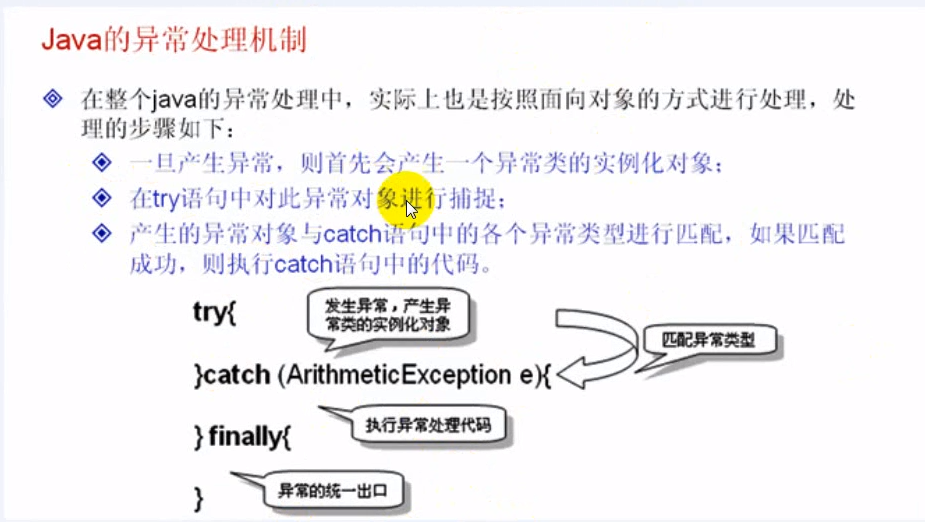 Java的异常处理机制
在整个java的异常处理中，实际上也是按照面向对象的方式进行处理，处
理的步骤如下：
一旦产生异常，则首先会产生一个异常类的实例化对象；
在try语句中对此异常对象进行捕捉；
产生的异常对象与catch语句中的各个异常类型进行匹配，如果匹配
成功，则执行catch语句中的代码。
try{
发生异常，产生异
常类的实例化对象
匹配异常类型
}catch (ArithmeticException e){
执行异常处理代码
} finally{
异常的统一出口
}